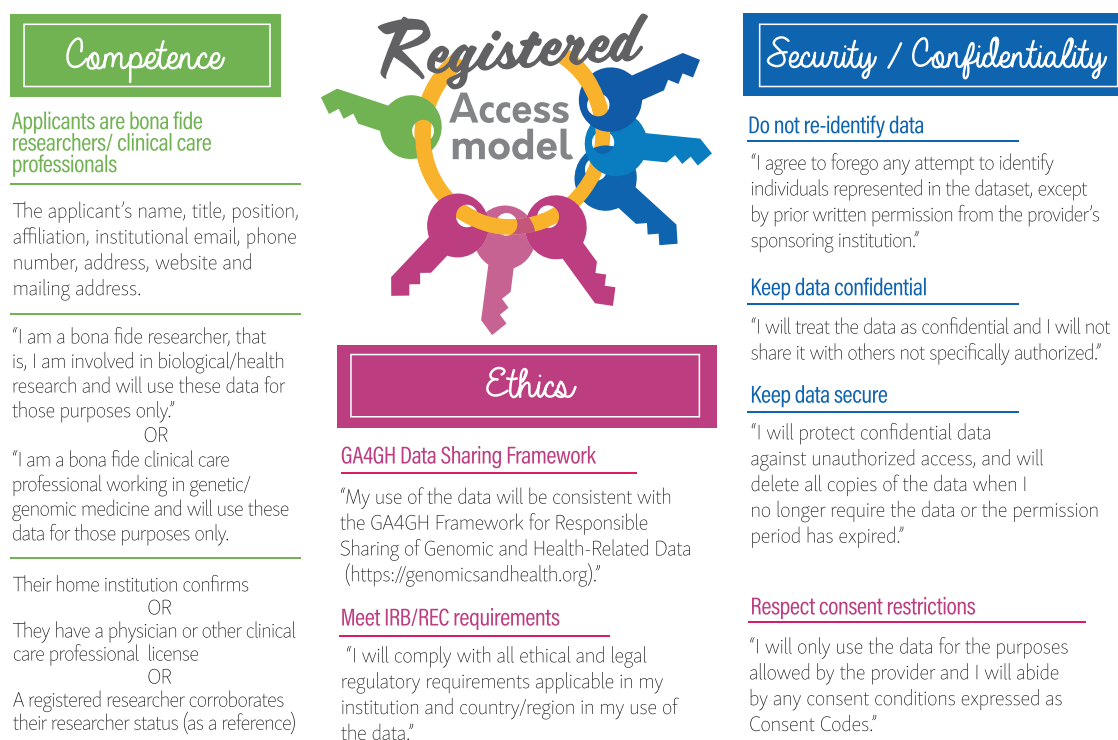 Competence
Applicants are bona fide
researchers/ clinical care
professionals
The applicant’s name, title, position,
affiliation, institutional email, phone
number, address, website and
mailing address.
“I am a bona fide researcher, that
is, I am involved in biological/health
research and will use these data for
those purposes only.”
OR
“I am a bona fide clinical care
professional working in genetic/
genomic medicine and will use these
data for those purposes only.
Their home institution confirms
OR
They have a physician or other clinical
care professional license
OR
A registered researcher corroborates
their researcher status (as a reference)
Registered
Access
model
Ethics
GA4GH Data Sharing Framework
“My use of the data will be consistent with
the GA4GH Framework for Responsible
Sharing of Genomic and Health-Related Data
(https://genomicsandhealth.org).”
Meet IRB/REC requirements
“I will comply with all ethical and legal
regulatory requirements applicable in my
institution and country/region in my use of
the data.”
Security / Confidentiality
Do not re-identify data
“I agree to forego any attempt to identify
individuals represented in the dataset, except
by prior written permission from the provider’s
sponsoring institution.”
Keep data confidential
“I will treat the data as confidential and I will not
share it with others not specifically authorized.”
Keep data secure
“I will protect confidential data
against unauthorized access, and will
delete all copies of the data when I
no longer require the data or the permission
period has expired.”
Respect consent restrictions
“I will only use the data for the purposes
allowed by the provider and I will abide
by any consent conditions expressed as
Consent Codes.”